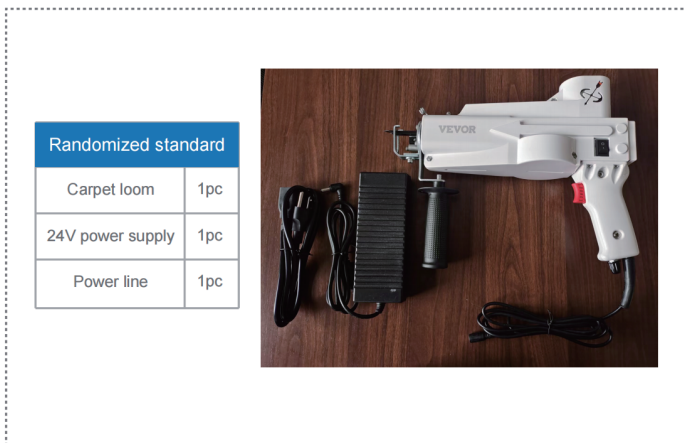 Randomized standard
Carpet loom 1pc
24V power supply 1pc
Power line 1pc
VEVOR